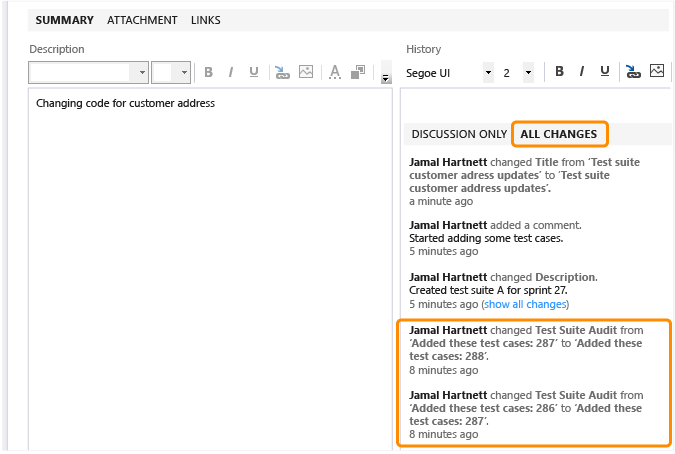 SUMMARY ATTACHMENT LINKS
Description
History
B I U A
Segoe UI 2 B I U
Changing code for customer address
DISCUSSION ONLY ALL CHANGES
Jamal Hartnett changed Title from ‘Test suite
customer adress updates’ to ‘Test suite
customer address updates’.
a minute ago
Jamal Hartnett added a comment.
Started adding some test cases.
5 minutes ago
Jamal Hartnett changed Description.
Created test suite A for sprint 27.
5 minutes ago (show all changes)
Jamal Hartnett changed Test Suite Audit from
‘Added these test cases: 287’ to ‘Added these
test cases: 288’.
8 minutes ago
Jamal Hartnett changed Test Suite Audit from
‘Added these test cases: 286’ to ‘Added these
test cases: 287’.
8 minutes ago